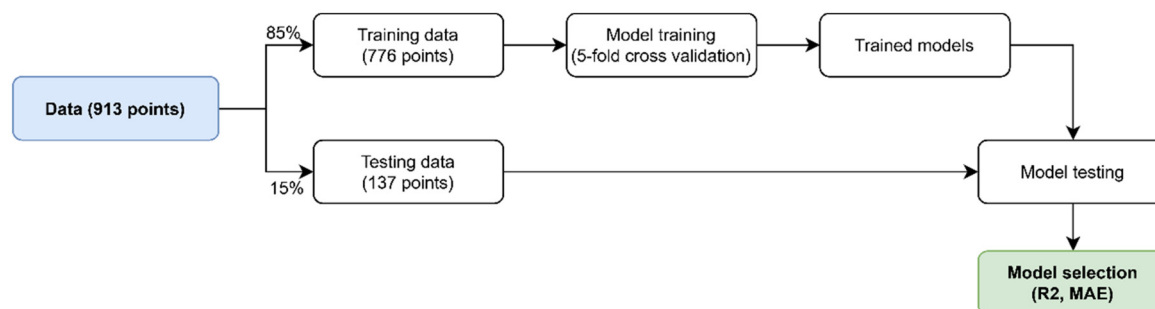 85%
Training data
(776 points)
Model training
(5-fold cross validation)
Trained models
Data (913 points)
15%
Testing data
(137 points)
Model testing
Model selection
(R2, MAE)